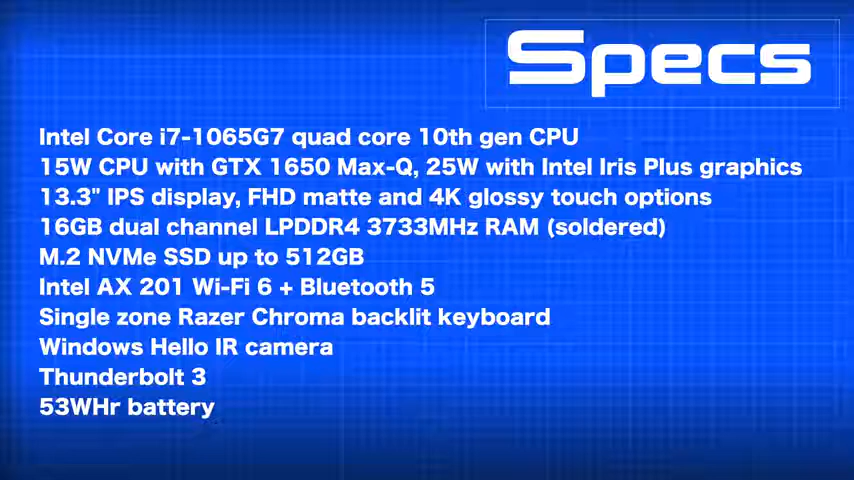 Specs
Intel Core i7-1065G7 quad core 10th gen CPU
15W CPU with GTX 1650 Max-Q, 25W with Intel Iris Plus graphics
13.3" IPS display, FHD matte and 4K glossy touch options
16GB dual channel LPDDR4 3733MHz RAM (soldered)
M.2 NVMe SSD up to 512GB
Intel AX 201 Wi-Fi 6 + Bluetooth 5
Single zone Razer Chroma backlit keyboard
Windows Hello IR camera
Thunderbolt 3
53WHr battery